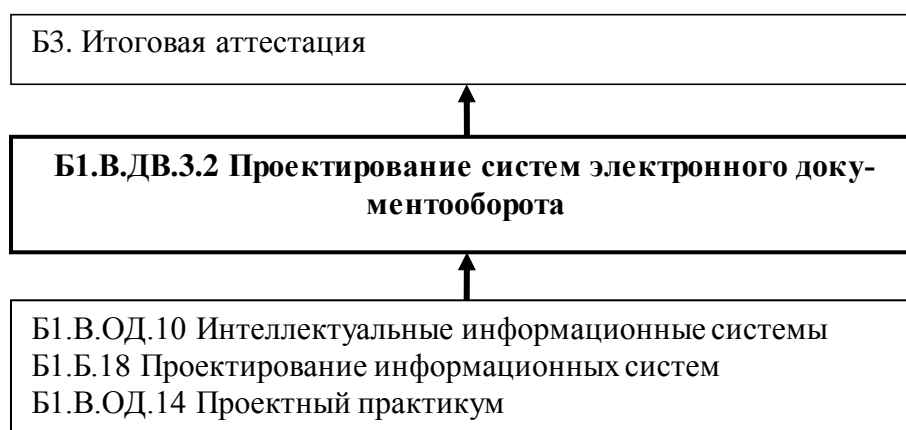 Б3. Итоговая аттестация
Б1.В.ДВ.3.2 Проектирование систем электронного доку-
ментооборота
Б1.В.ОД.10 Интеллектуальные информационные системы
Б1.Б.18 Проектирование информационных систем
Б1.В.ОД.14 Проектный практикум